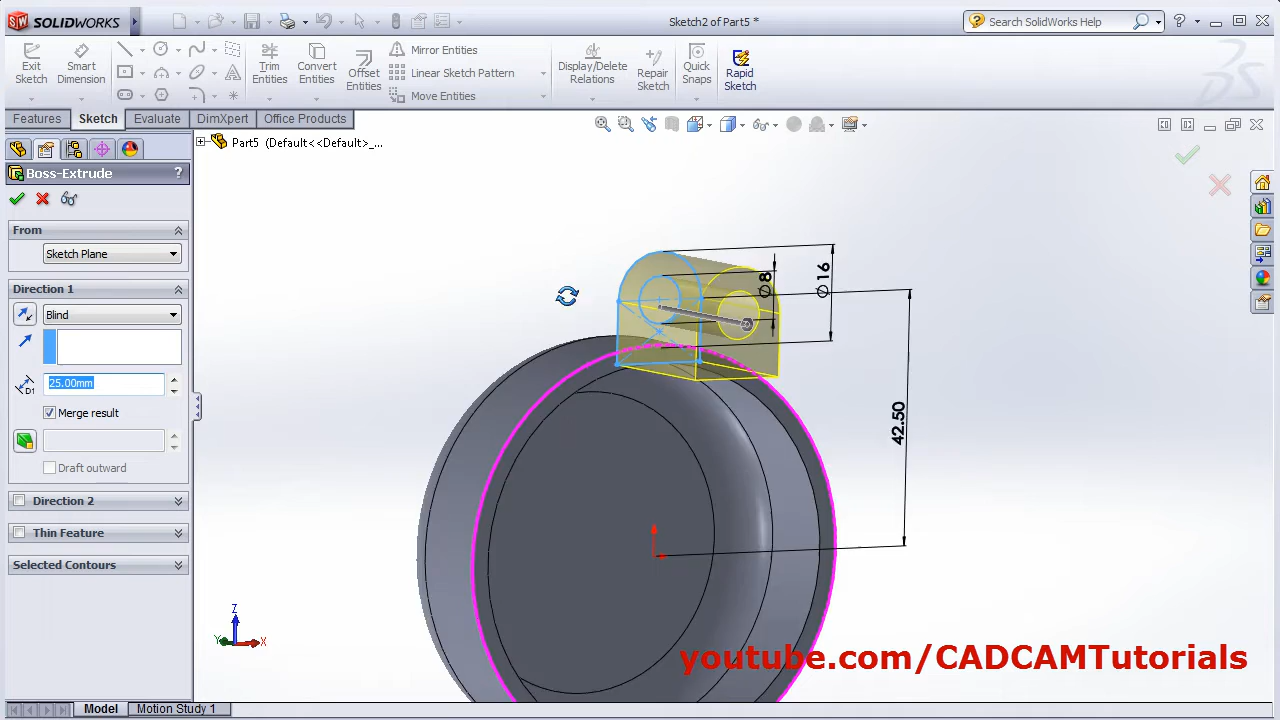 SOLIDWORKS
Sketch2 of Part5 *
Search SolidWorks Help
Exit Sketch
Smart Dimension
Trim Entities
Convert Entities
Offset Entities
Mirror Entities
Linear Sketch Pattern
Move Entities
Display/Delete Relations
Repair Sketch
Quick Snaps
Rapid Sketch
Features
Sketch
Evaluate
DimXpert
Office Products
Part5 (Default<<Default>_...
Boss-Extrude
?
From
Sketch Plane
Direction 1
Blind
D1
25.00mm
Merge result
Draft outward
Direction 2
Thin Feature
Selected Contours
Ø8
Ø16
42.50
Z
Y
X
youtube.com/CADCAMTutorials
Model
Motion Study 1